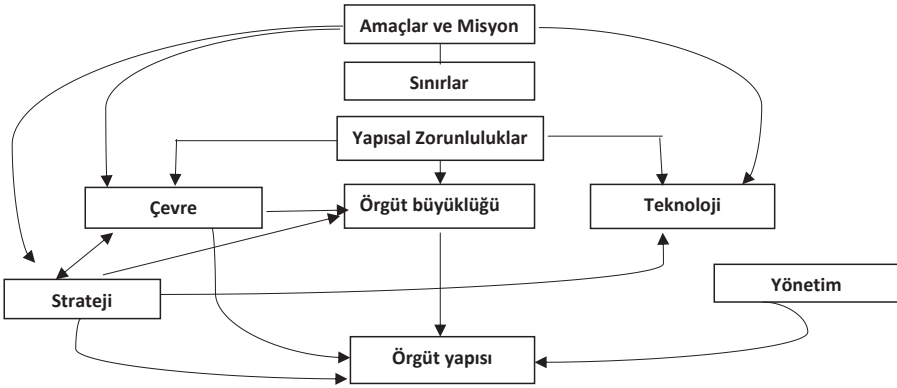 Amaçlar ve Misyon
Sınırlar
Yapısal Zorunluluklar
Çevre
Örgüt büyüklüğü
Teknoloji
Strateji
Yönetim
Örgüt yapısı